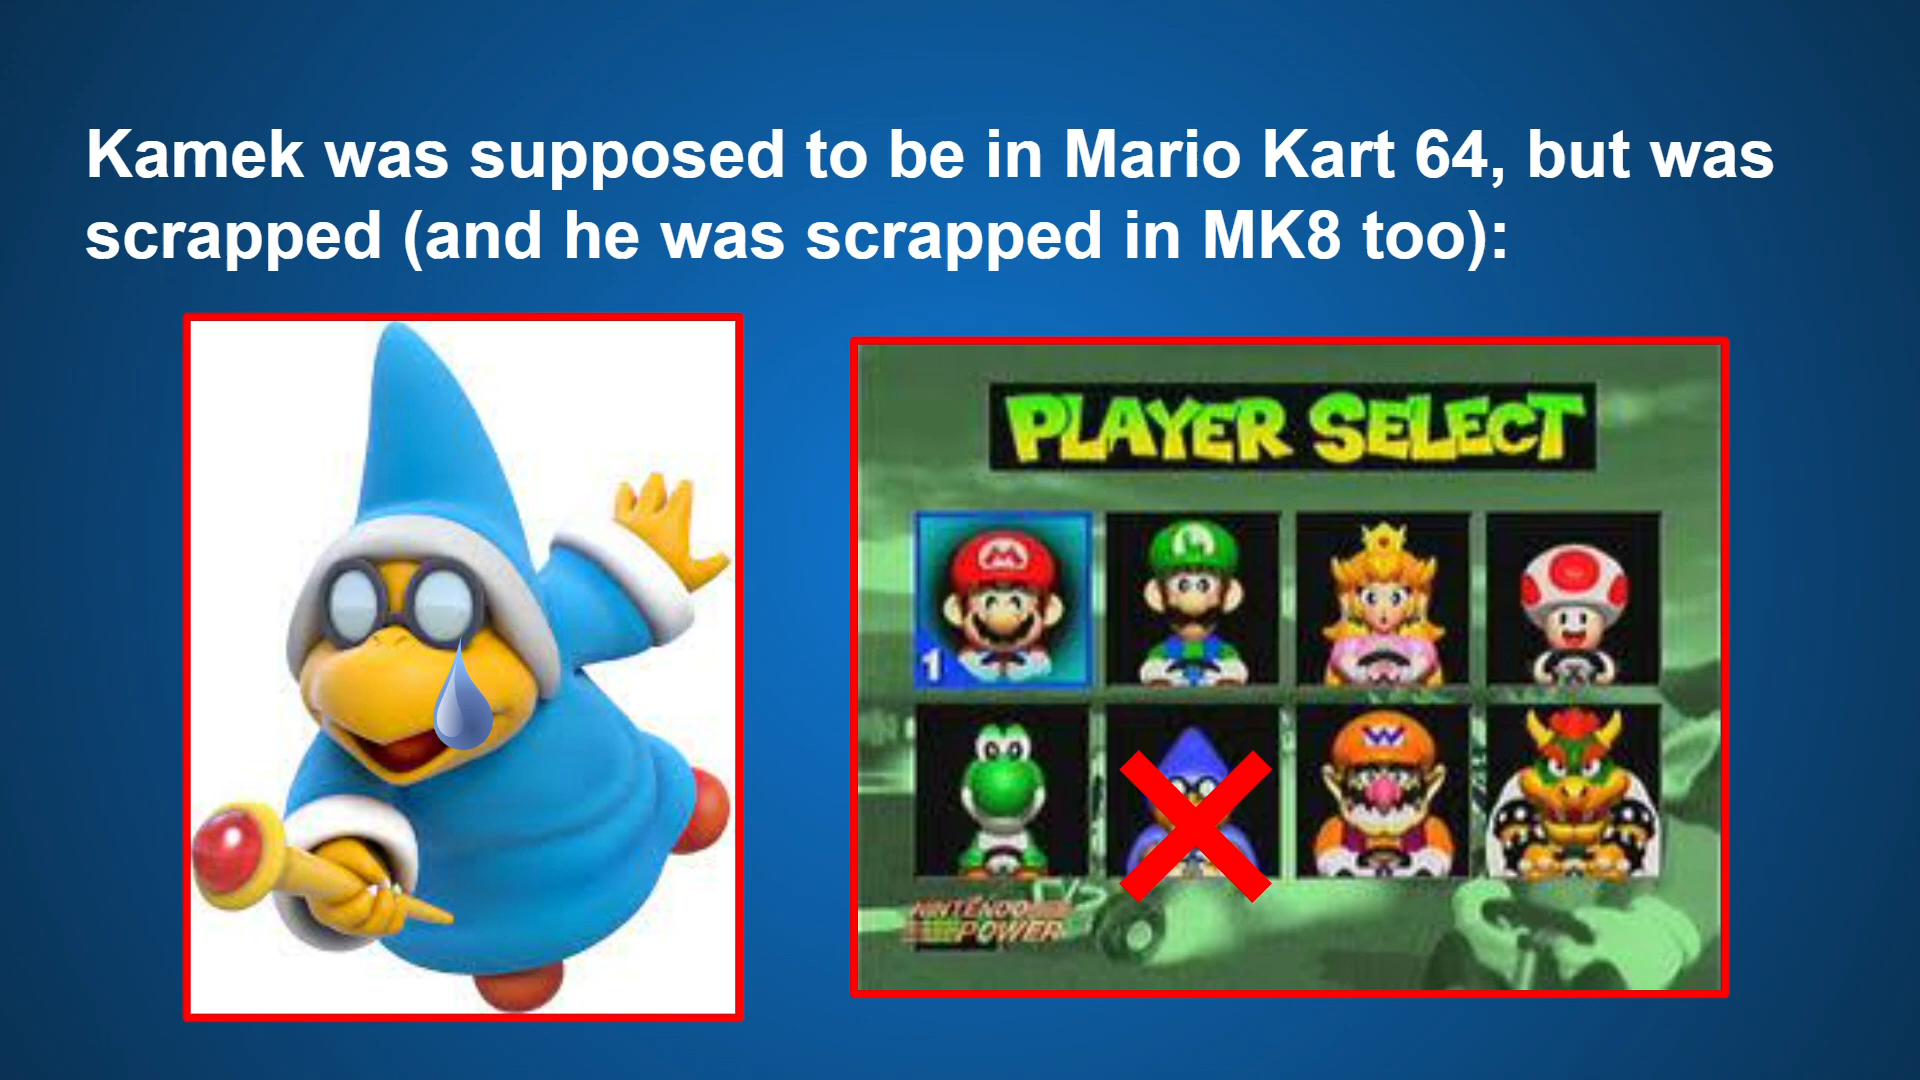 Kamek was supposed to be in Mario Kart 64, but was
scrapped (and he was scrapped in MK8 too):
PLAYER SELECT
M
L
1
W
NINTENDO
POWER